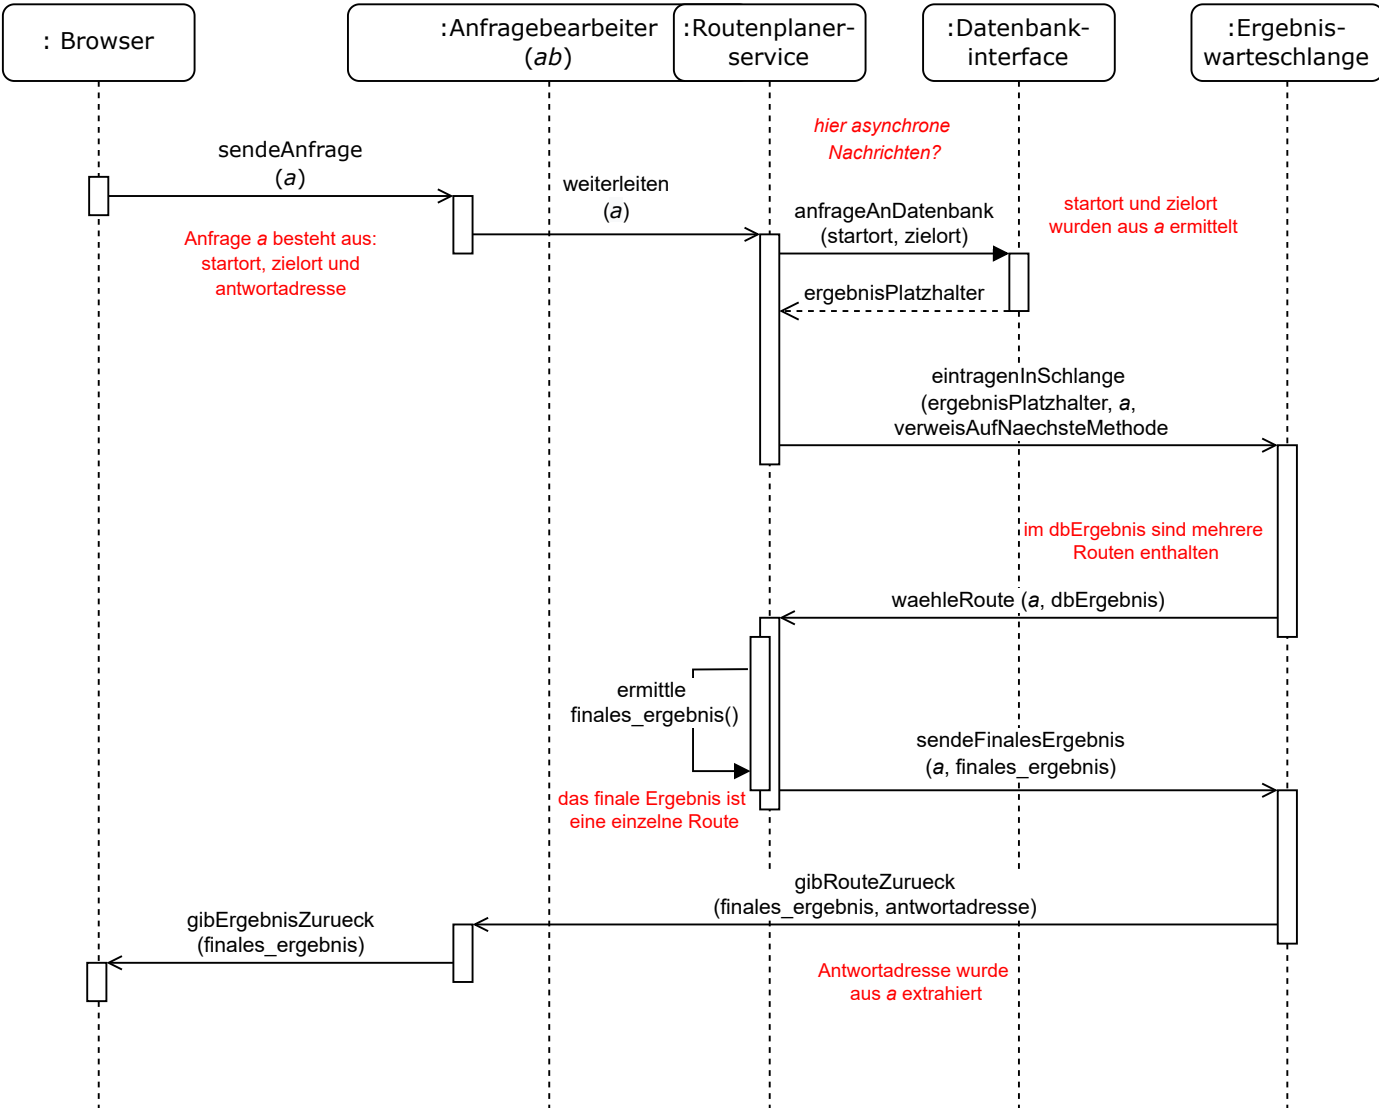 : Browser
:Anfragebearbeiter
(ab)
:Routenplaner-
service
:Datenbank-
interface
:Ergebnis-
warteschlange
hier asynchrone
Nachrichten?
sendeAnfrage
(a)
weiterleiten
(a)
anfrageAnDatenbank
(startort, zielort)
startort und zielort
wurden aus a ermittelt
Anfrage a besteht aus:
startort, zielort und
antwortadresse
ergebnisPlatzhalter
eintragenInSchlange
(ergebnisPlatzhalter, a,
verweisAufNaechsteMethode
im dbErgebnis sind mehrere
Routen enthalten
waehleRoute (a, dbErgebnis)
ermittle
finales_ergebnis()
sendeFinalesErgebnis
(a, finales_ergebnis)
das finale Ergebnis ist
eine einzelne Route
gibRouteZurueck
(finales_ergebnis, antwortadresse)
gibErgebnisZurueck
(finales_ergebnis)
Antwortadresse wurde
aus a extrahiert